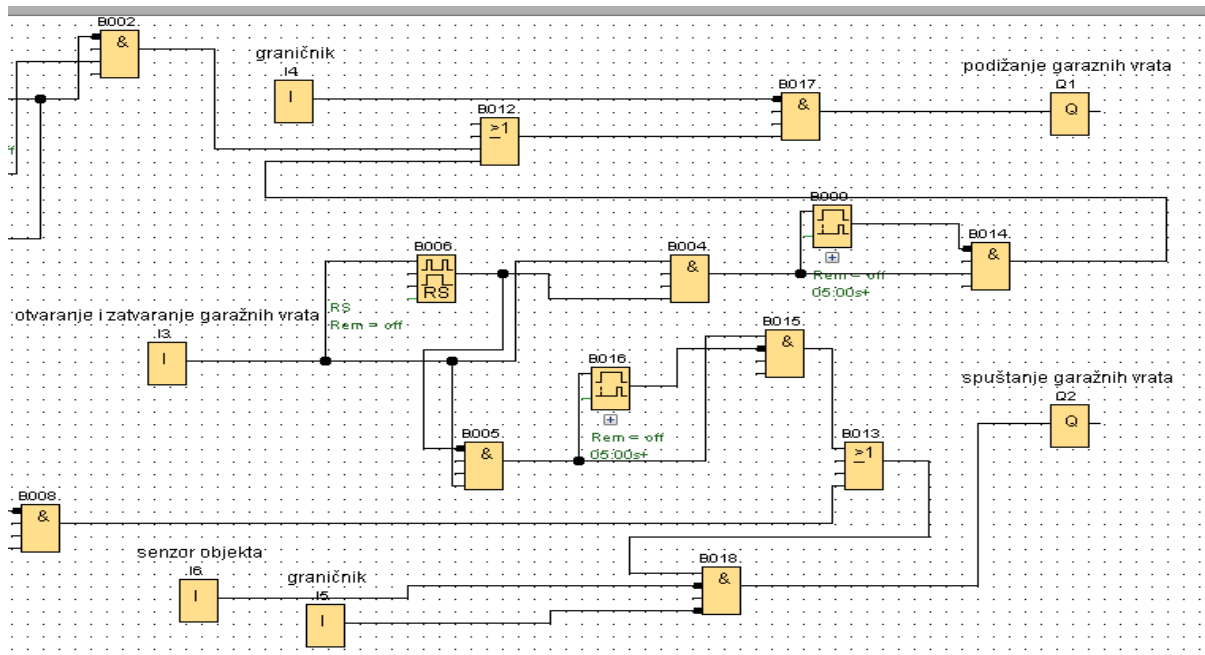 B002
&
graničnik
I4
I
podižanje garaznih vrata
B017
&
Q1
Q
B012
>1
B000
Rem = off
05:00s+
B014
&
B006
RS
B004
&
RS
Rem = off
otvaranje i zatvaranje garažnih vrata
I3
I
B015
&
B016
Rem = off
05:00s+
spuštanje garažnih vrata
Q2
Q
B005
&
B013
>1
B008
&
senzor objekta
I6
I
graničnik
I5
I
B018
&